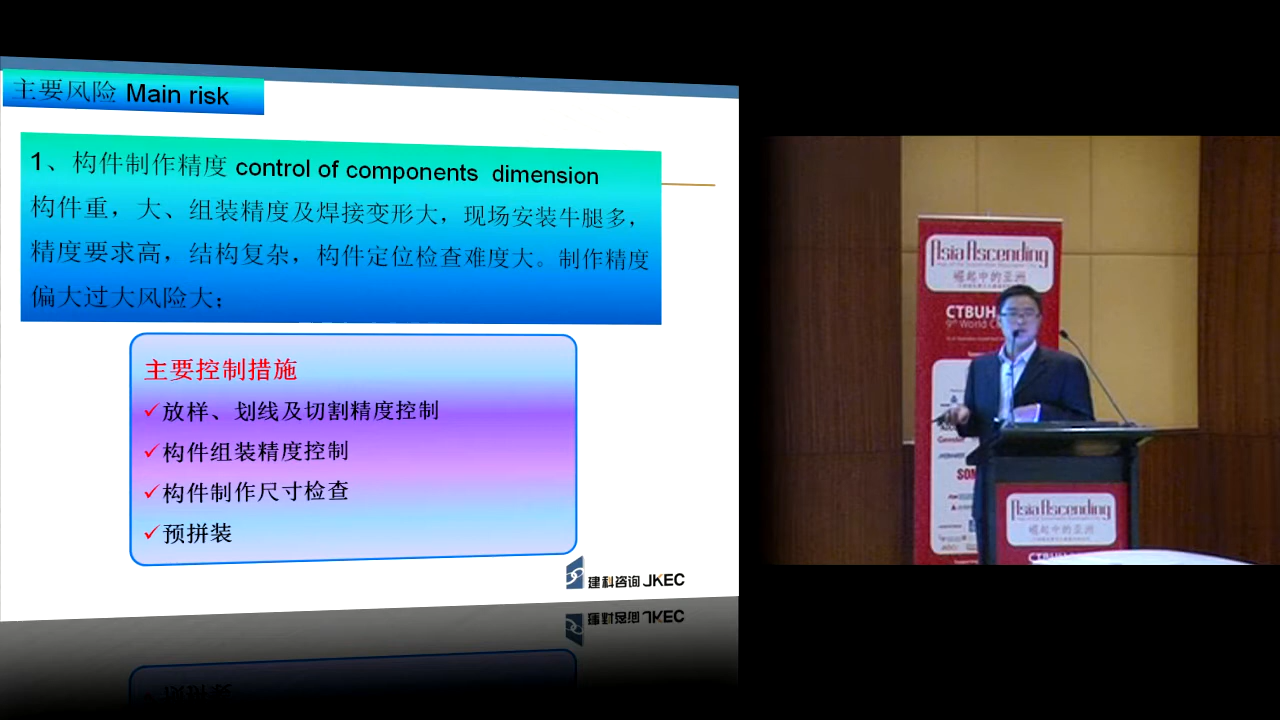 主要风险 Main risk
1、构件制作精度 control of components dimension
构件重，大、组装精度及焊接变形大，现场安装牛腿多，
精度要求高，结构复杂，构件定位检查难度大。制作精度
偏大过大风险大；
主要控制措施
✓放样、划线及切割精度控制
✓构件组装精度控制
✓构件制作尺寸检查
✓预拼装
建科咨询 JKEC
Asia Ascending
崛起中的亚洲
CTBUH
9th World
Asia Ascending
崛起中的亚洲
CTBUH